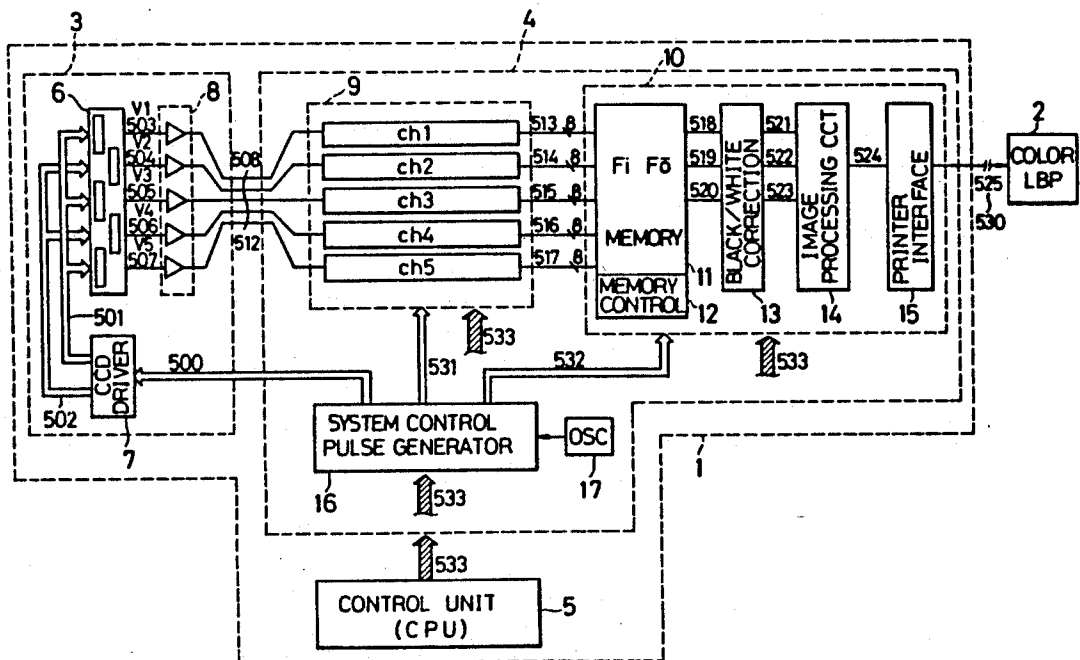 3
4
6
8
9
10
2
V1
503
V2
504
V3
505
V4
506
V5
507
508
512
ch1
ch2
ch3
ch4
ch5
513 8
514 8
515 8
516 8
517 8
Fi Fō
MEMORY
11
MEMORY
CONTROL
12
518
519
520
BLACK/WHITE
CORRECTION
13
521
522
523
IMAGE
PROCESSING CCT
14
524
PRINTER
INTERFACE
15
525
530
COLOR
LBP
501
502
CCD
DRIVER
7
500
531
533
532
533
SYSTEM CONTROL
PULSE GENERATOR
16
OSC
17
533
1
533
CONTROL UNIT
(CPU)
5